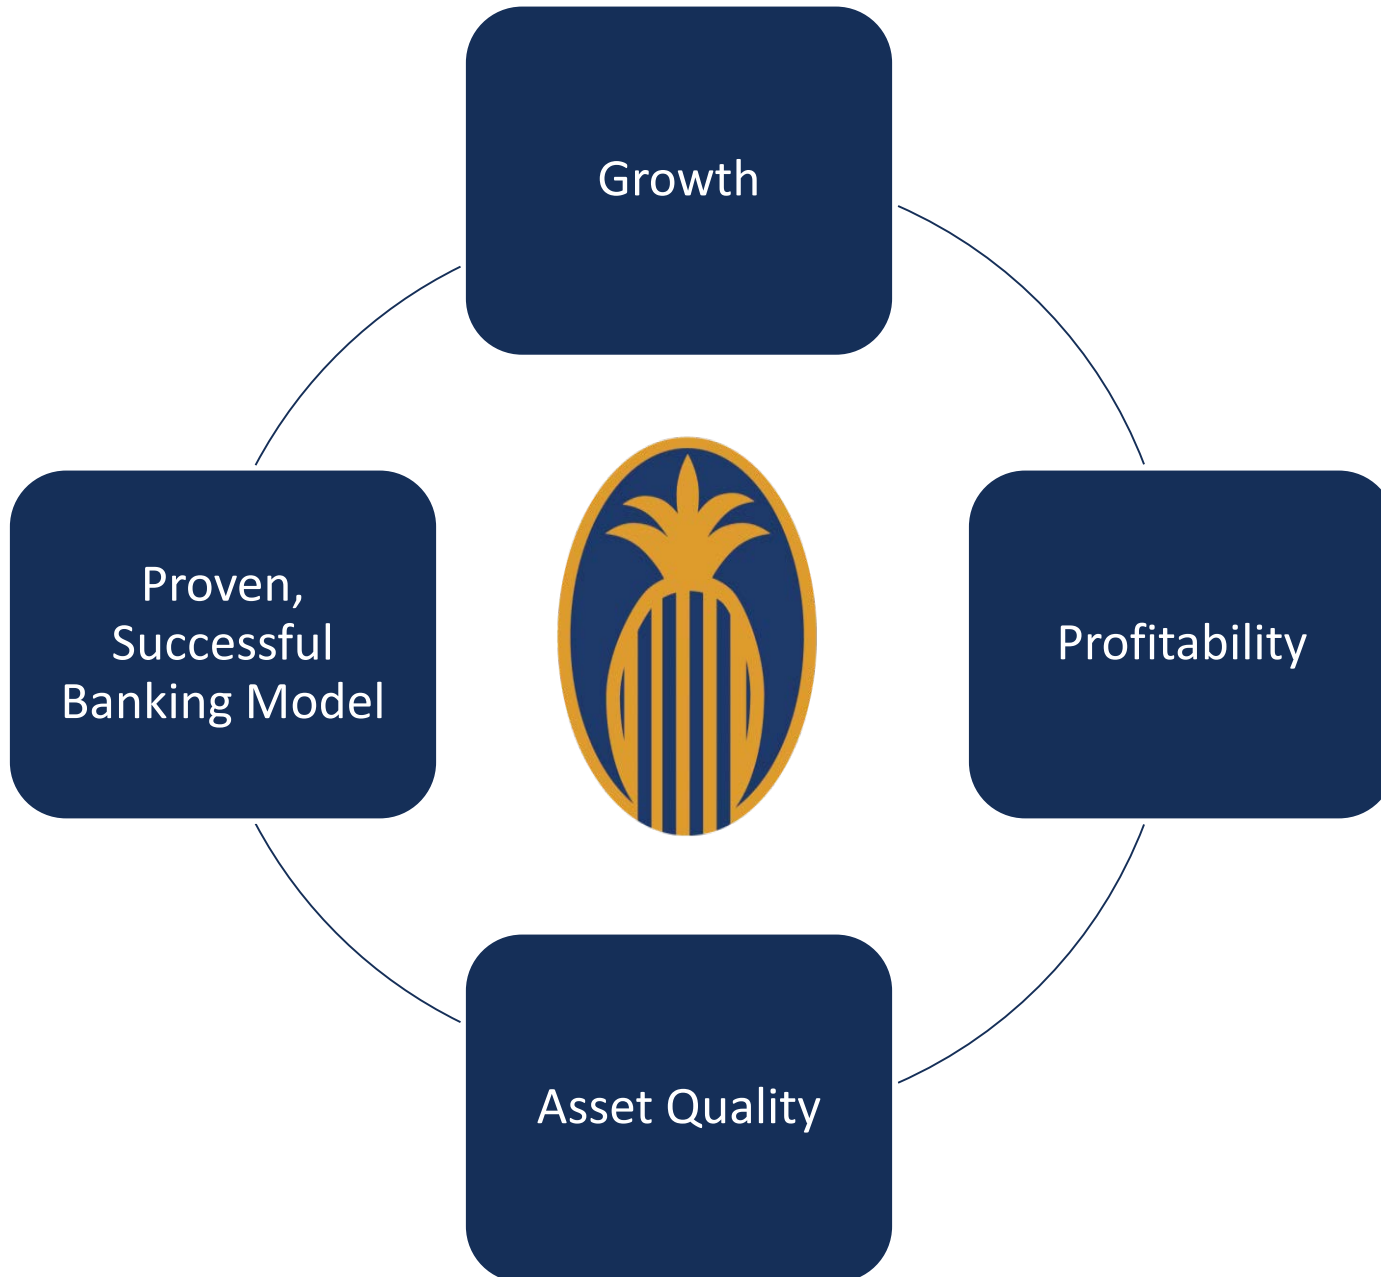 Growth
Proven,
Successful
Banking Model
Profitability
Asset Quality